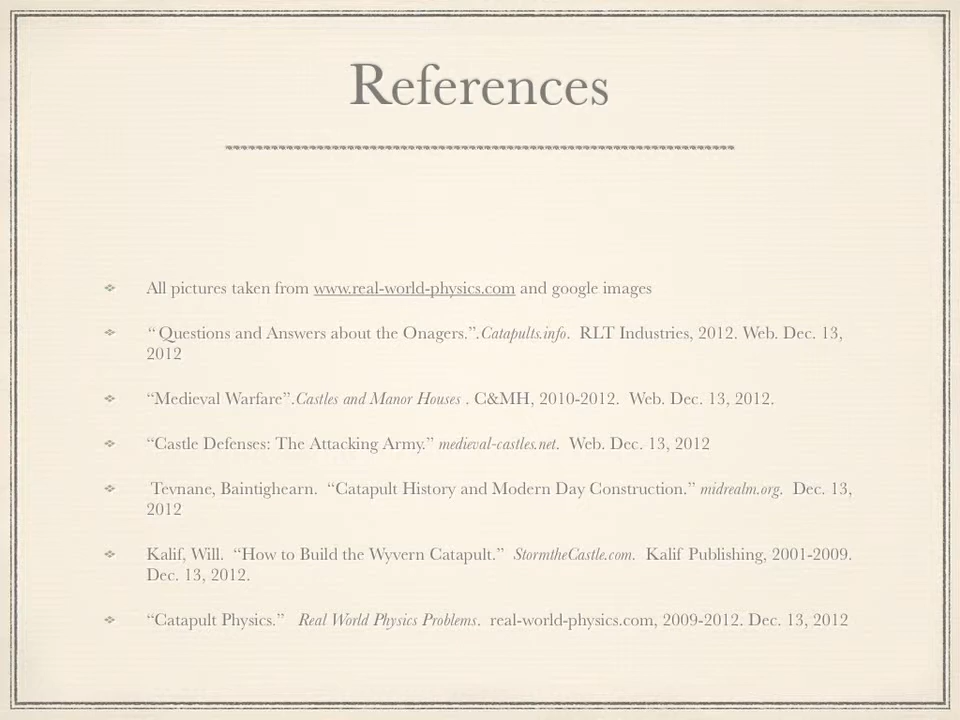 References
All pictures taken from www.real-world-physics.com and google images
“ Questions and Answers about the Onagers.”.Catapults.info. RLT Industries, 2012. Web. Dec. 13,
2012
“Medieval Warfare”.Castles and Manor Houses . C&MH, 2010-2012. Web. Dec. 13, 2012.
“Castle Defenses: The Attacking Army.” medieval-castles.net. Web. Dec. 13, 2012
Tevnane, Baintighearn. “Catapult History and Modern Day Construction.” midrealm.org. Dec. 13,
2012
Kalif, Will. “How to Build the Wyvern Catapult.” StormtheCastle.com. Kalif Publishing, 2001-2009.
Dec. 13, 2012.
“Catapult Physics.” Real World Physics Problems. real-world-physics.com, 2009-2012. Dec. 13, 2012